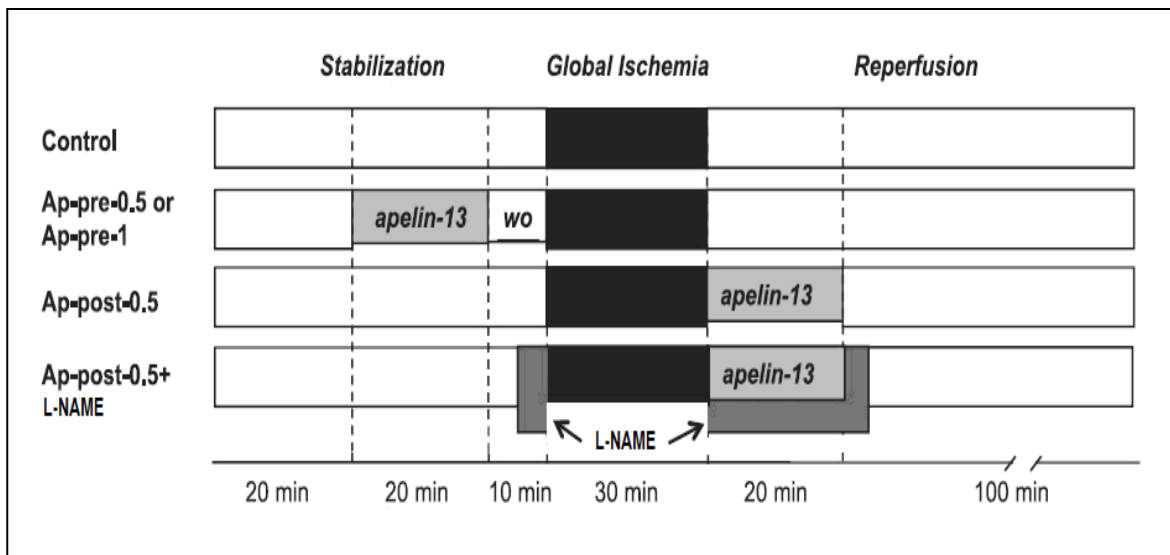 Stabilization Global Ischemia Reperfusion
Control
Ap-pre-0.5 or
Ap-pre-1
apelin-13 wo
Ap-post-0.5
apelin-13
Ap-post-0.5+
L-NAME
apelin-13
L-NAME
20 min 20 min 10 min 30 min 20 min 100 min